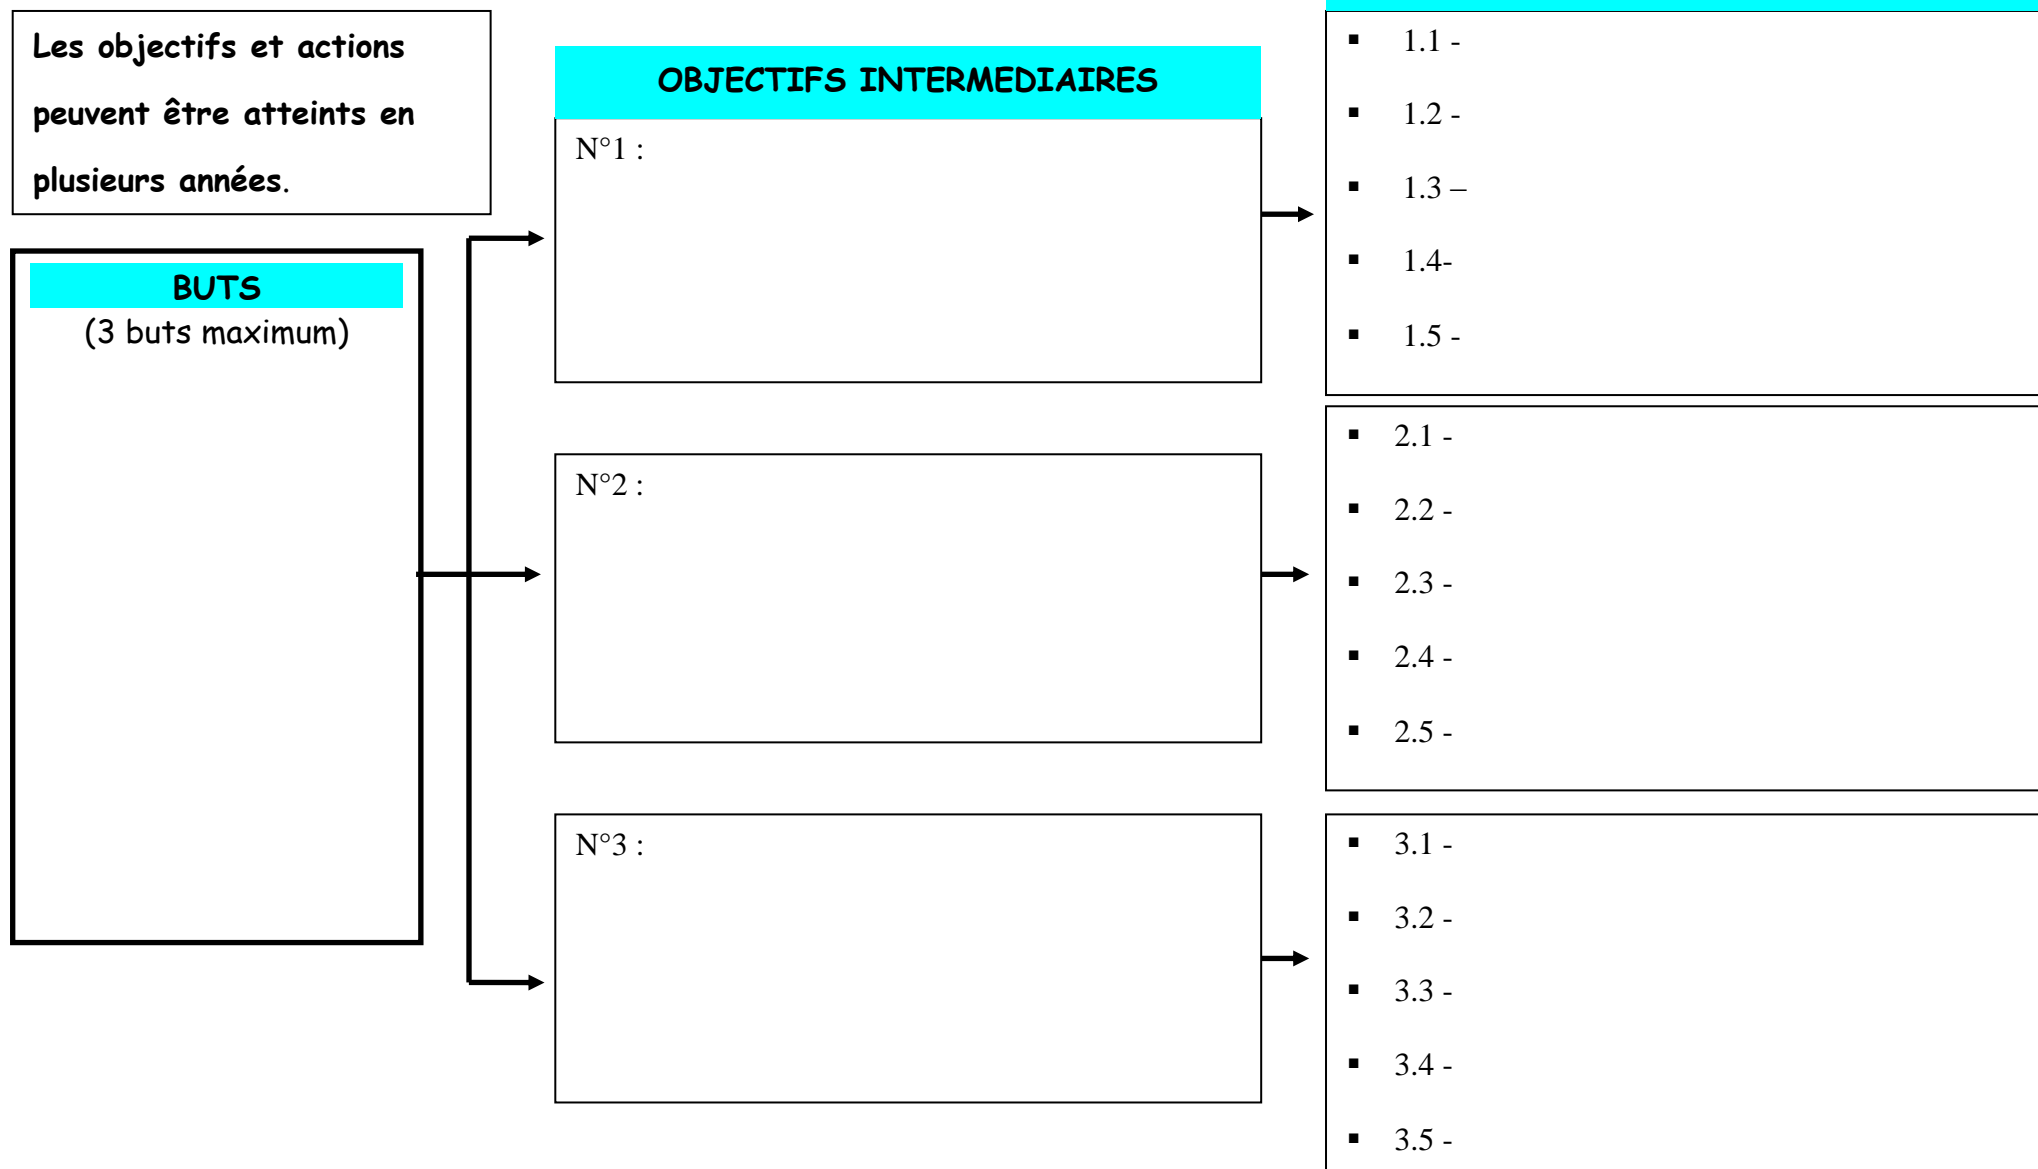 Les objectifs et actions
peuvent être atteints en
plusieurs années.
BUTS
(3 buts maximum)
OBJECTIFS INTERMEDIAIRES
N°1 :
N°2 :
N°3 :
▪ 1.1 -
▪ 1.2 -
▪ 1.3 –
▪ 1.4-
▪ 1.5 -
▪ 2.1 -
▪ 2.2 -
▪ 2.3 -
▪ 2.4 -
▪ 2.5 -
▪ 3.1 -
▪ 3.2 -
▪ 3.3 -
▪ 3.4 -
▪ 3.5 -